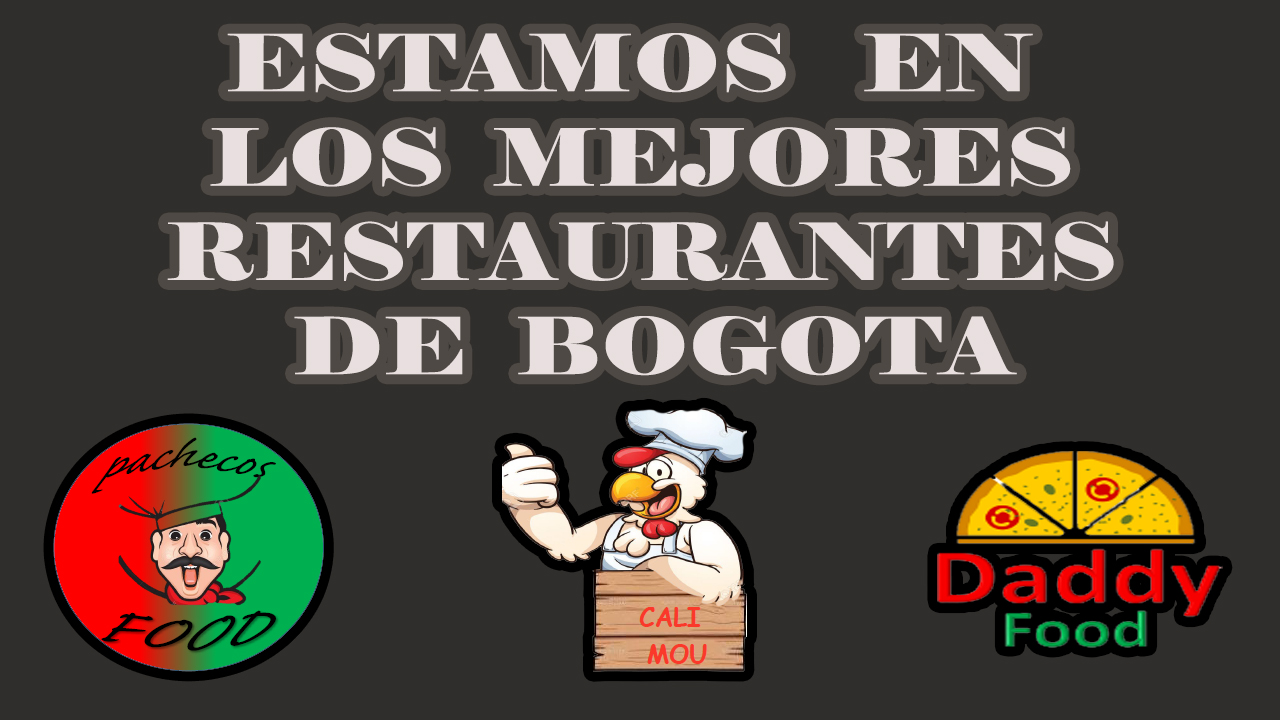 ESTAMOS EN
LOS MEJORES
RESTAURANTES
DE BOGOTA
pachecos
FOOD
CALI
MOU
Daddy
Food